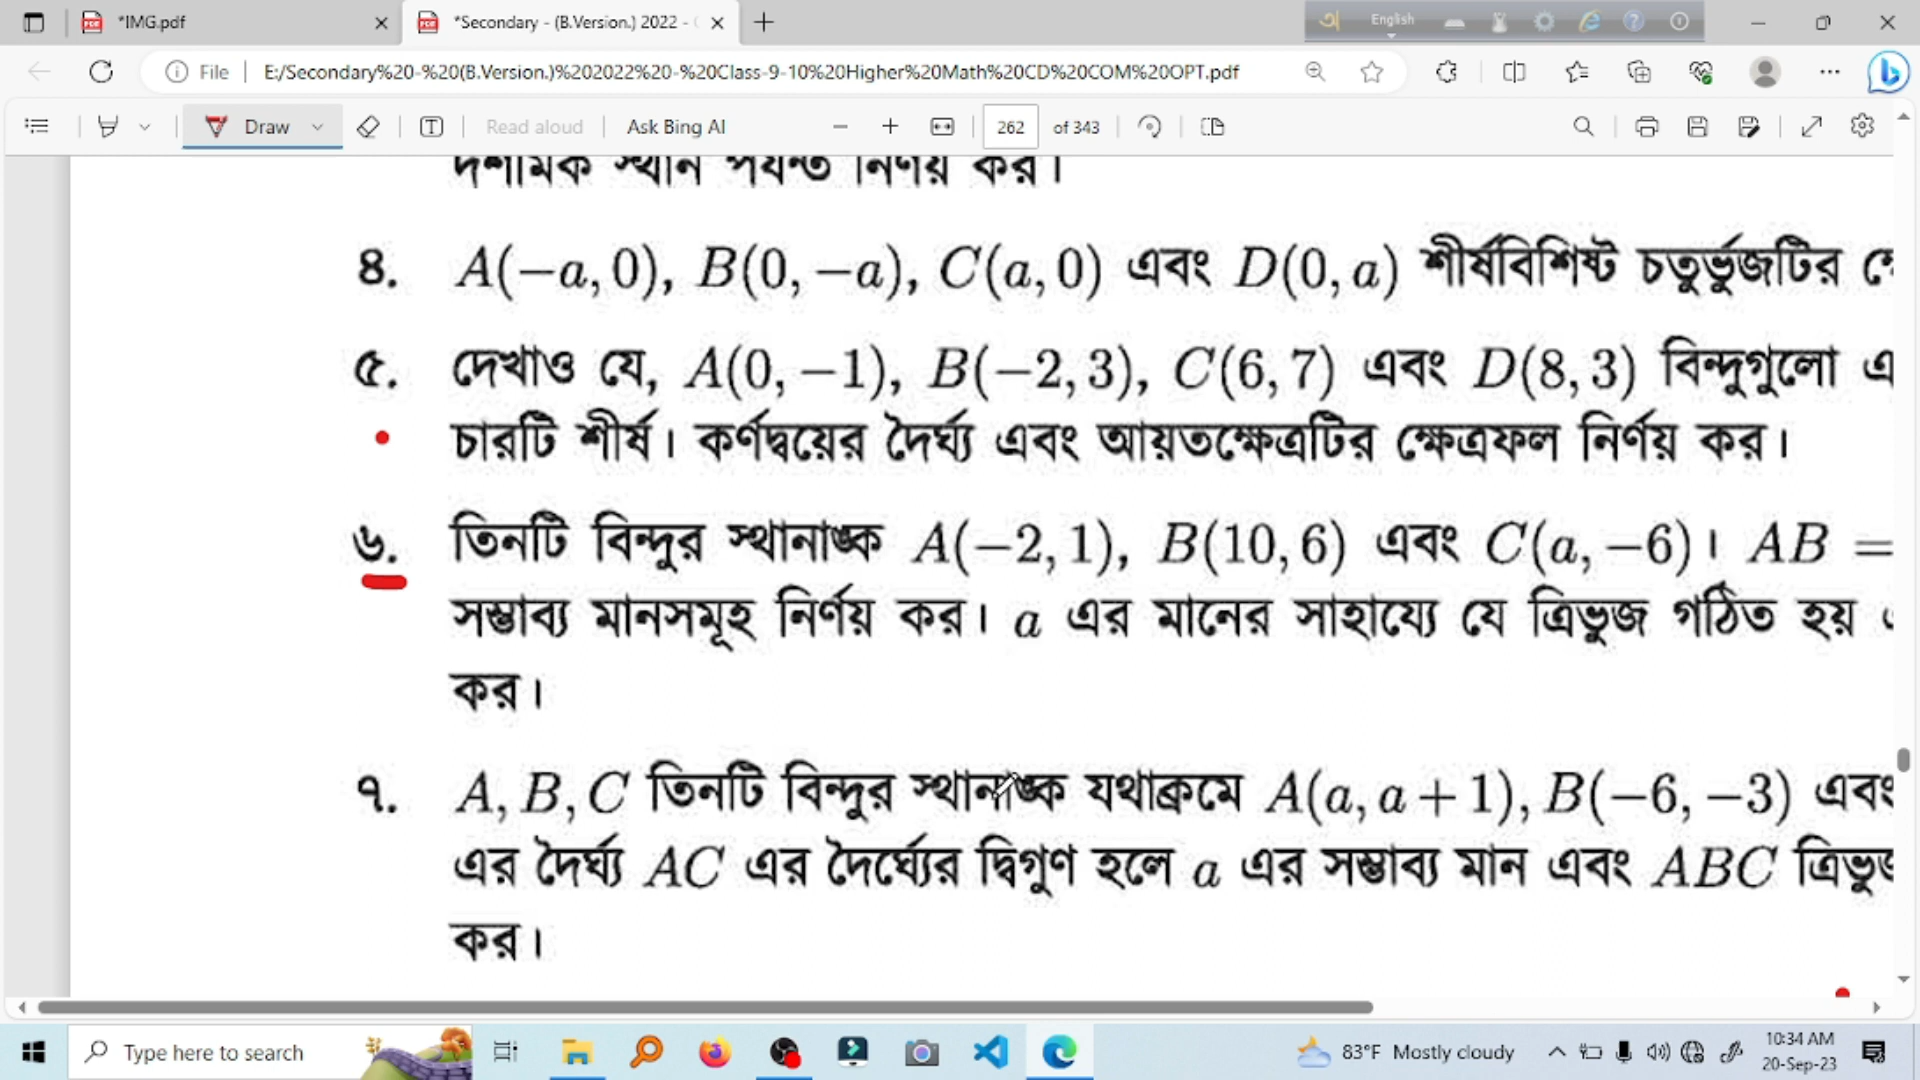 *IMG.pdf
*Secondary - (B.Version.) 2022 -
English
File
E:/Secondary%20-%20(B.Version.)%202022%20-%20Class-9-10%20Higher%20Math%20CD%20COM%20OPT.pdf
Draw
Read aloud
Ask Bing AI
262
of 343
দশমিক স্থান পর্যন্ত নির্ণয় কর।
৪. A(−a, 0), B(0, −a), C(a, 0) এবং D(0, a) শীর্ষবিশিষ্ট চতুর্ভুজটির
৫. দেখাও যে, A(0, −1), B(−2, 3), C(6, 7) এবং D(8, 3) বিন্দুগুলো
চারটি শীর্ষ। কর্ণদ্বয়ের দৈর্ঘ্য এবং আয়তক্ষেত্রটির ক্ষেত্রফল নির্ণয় কর।
৬. তিনটি বিন্দুর স্থানাঙ্ক A(−2, 1), B(10, 6) এবং C(a, −6)। AB =
সম্ভাব্য মানসমূহ নির্ণয় কর। a এর মানের সাহায্যে যে ত্রিভুজ গঠিত হয়
কর।
৭. A, B, C তিনটি বিন্দুর স্থানাঙ্ক যথাক্রমে A(a, a + 1), B(−6, −3) এবং
এর দৈর্ঘ্য AC এর দৈর্ঘ্যের দ্বিগুণ হলে a এর সম্ভাব্য মান এবং ABC
কর।
Type here to search
83°F Mostly cloudy
10:34 AM
20-Sep-23